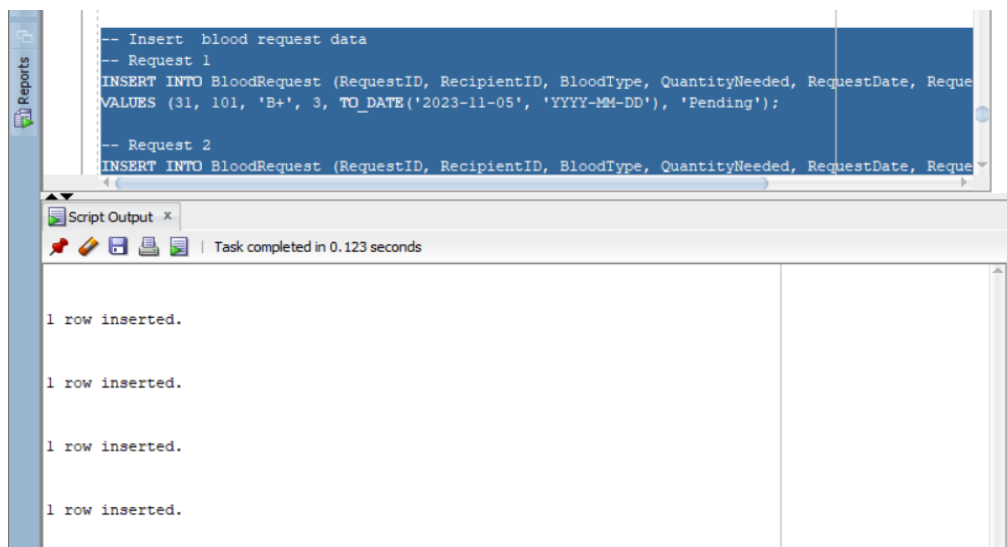 Reports
-- Insert  blood request data
-- Request 1
INSERT INTO BloodRequest (RequestID, RecipientID, BloodType, QuantityNeeded, RequestDate, Reque
VALUES (31, 101, 'B+', 3, TO_DATE('2023-11-05', 'YYYY-MM-DD'), 'Pending');
-- Request 2
INSERT INTO BloodRequest (RequestID, RecipientID, BloodType, QuantityNeeded, RequestDate, Reque
Script Output x
Task completed in 0.123 seconds
1 row inserted.
1 row inserted.
1 row inserted.
1 row inserted.